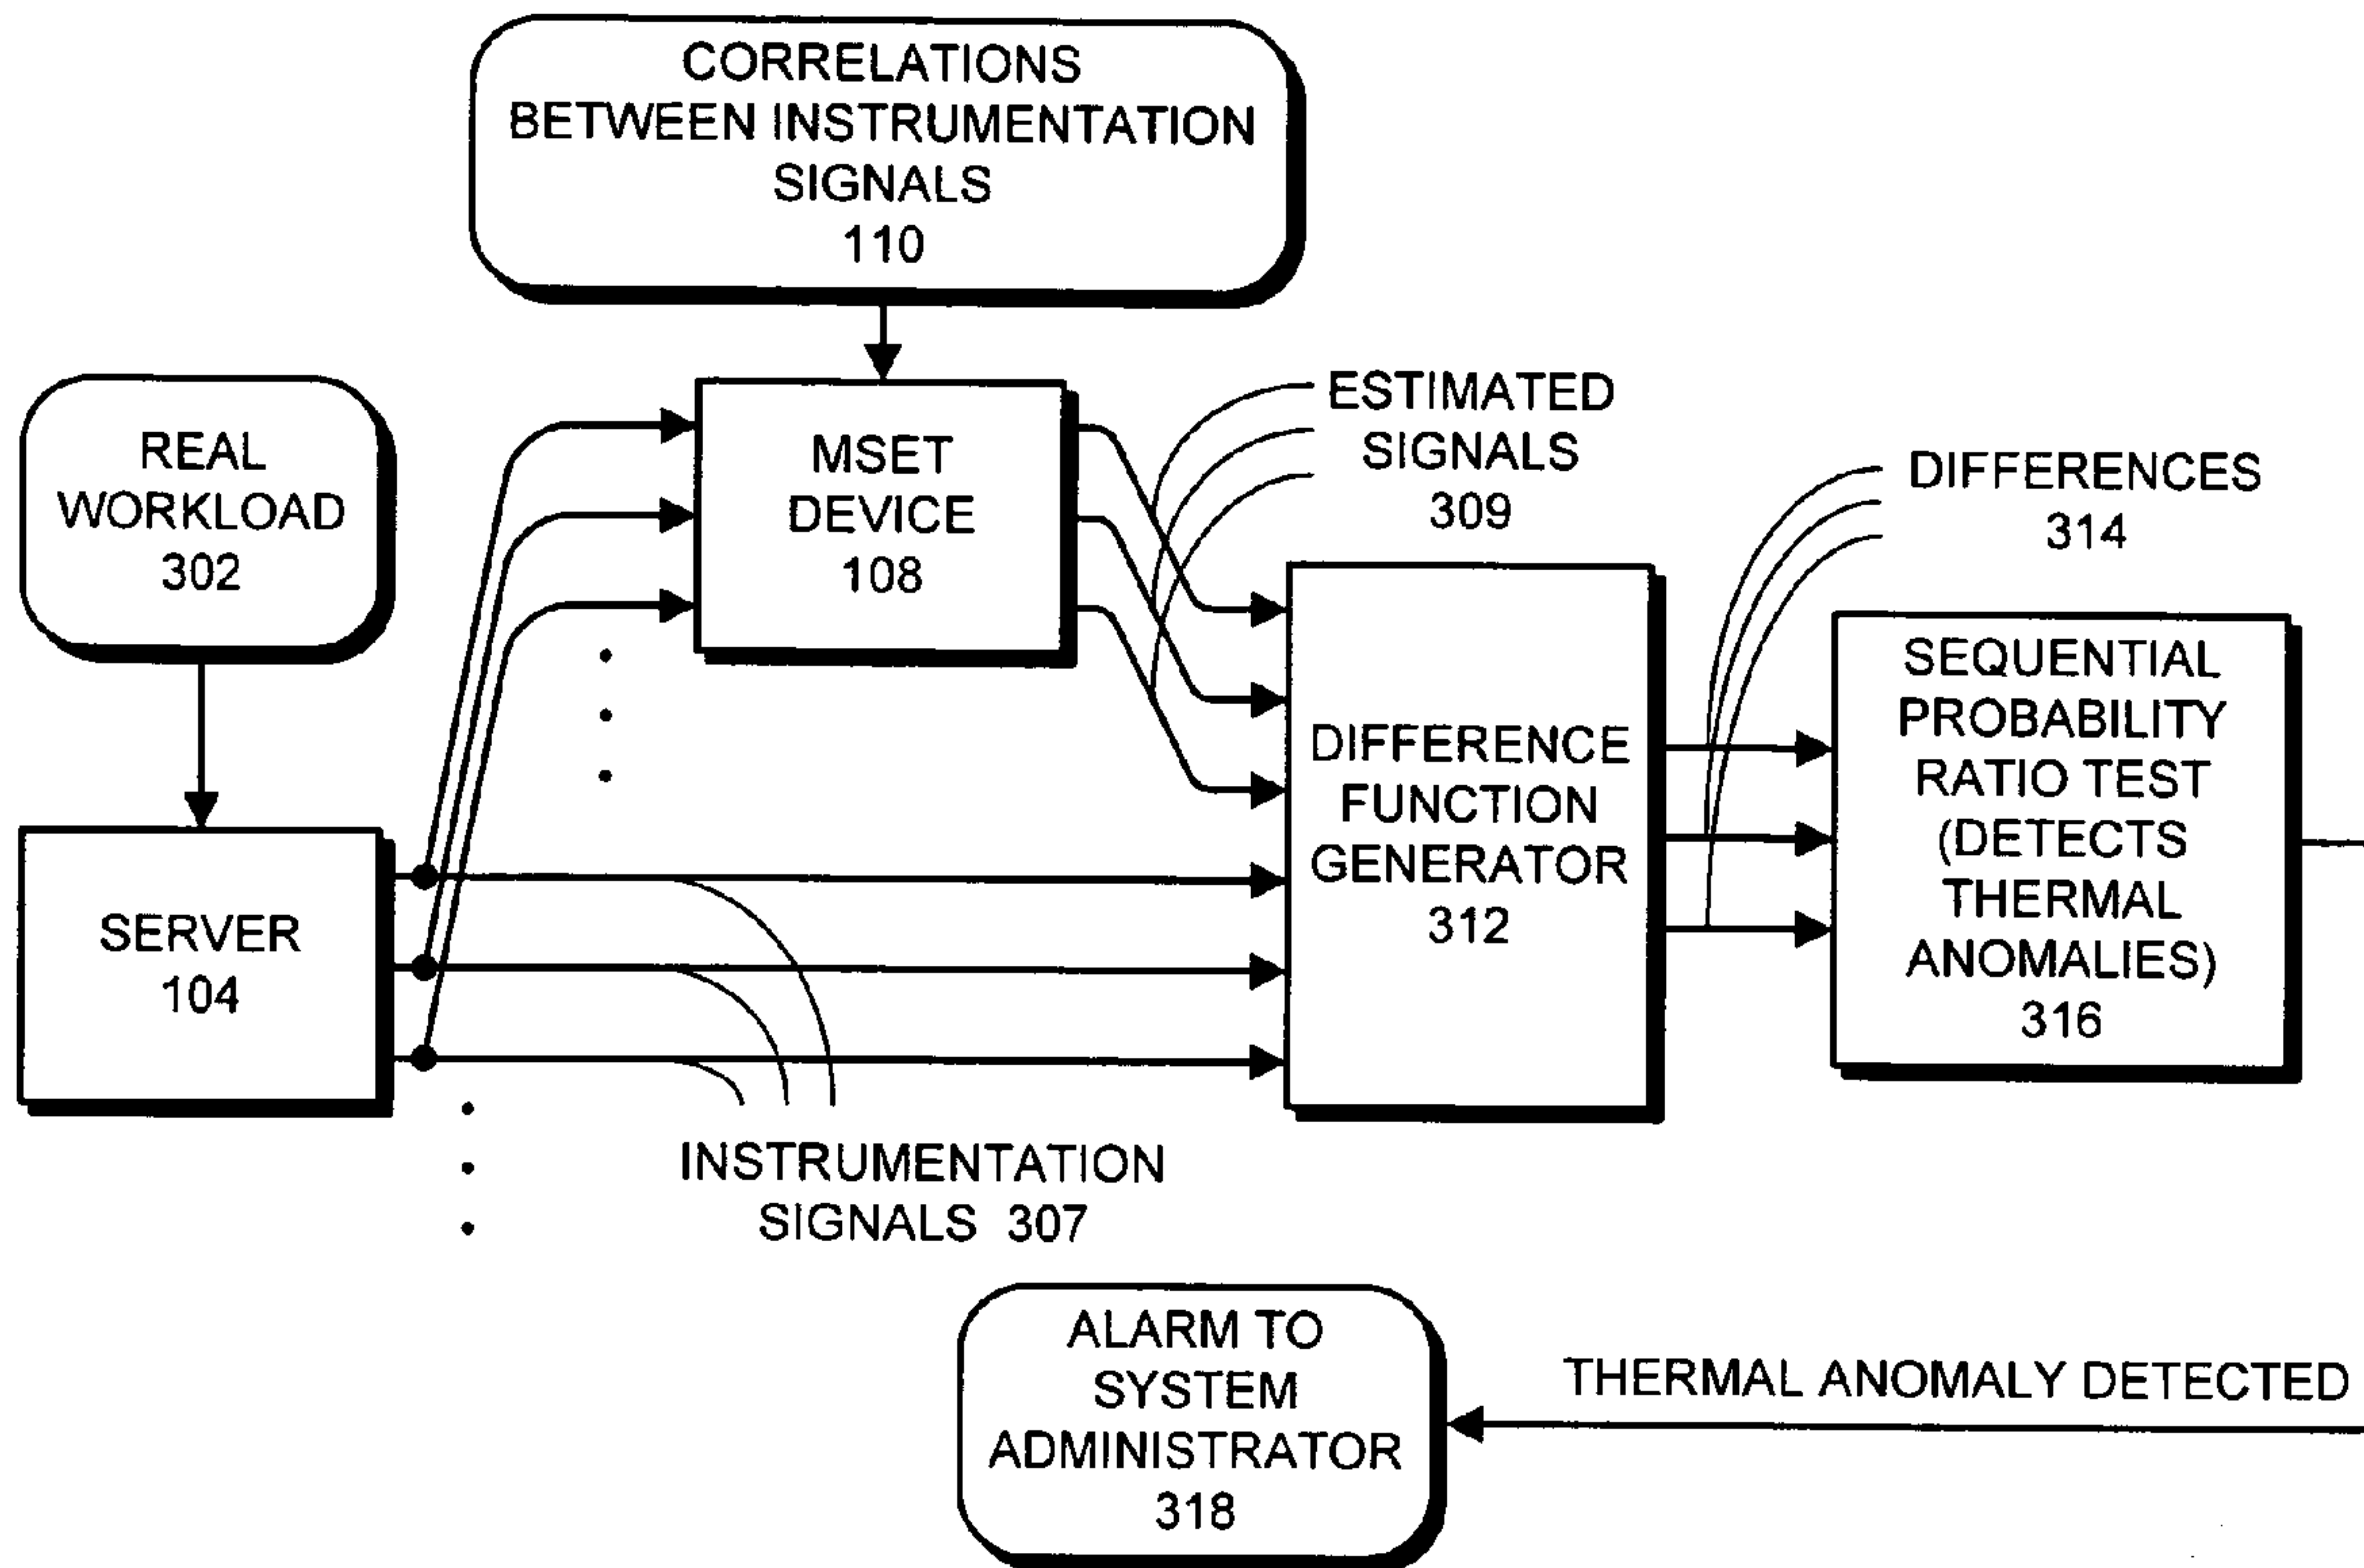 CORRELATIONS
BETWEEN INSTRUMENTATION
SIGNALS
110
REAL
WORKLOAD
302
MSET
DEVICE
108
ESTIMATED
SIGNALS
309
DIFFERENCES
314
SERVER
104
DIFFERENCE
FUNCTION
GENERATOR
312
SEQUENTIAL
PROBABILITY
RATIO TEST
(DETECTS
THERMAL
ANOMALIES)
316
INSTRUMENTATION
SIGNALS 307
ALARM TO
SYSTEM
ADMINISTRATOR
318
THERMAL ANOMALY DETECTED